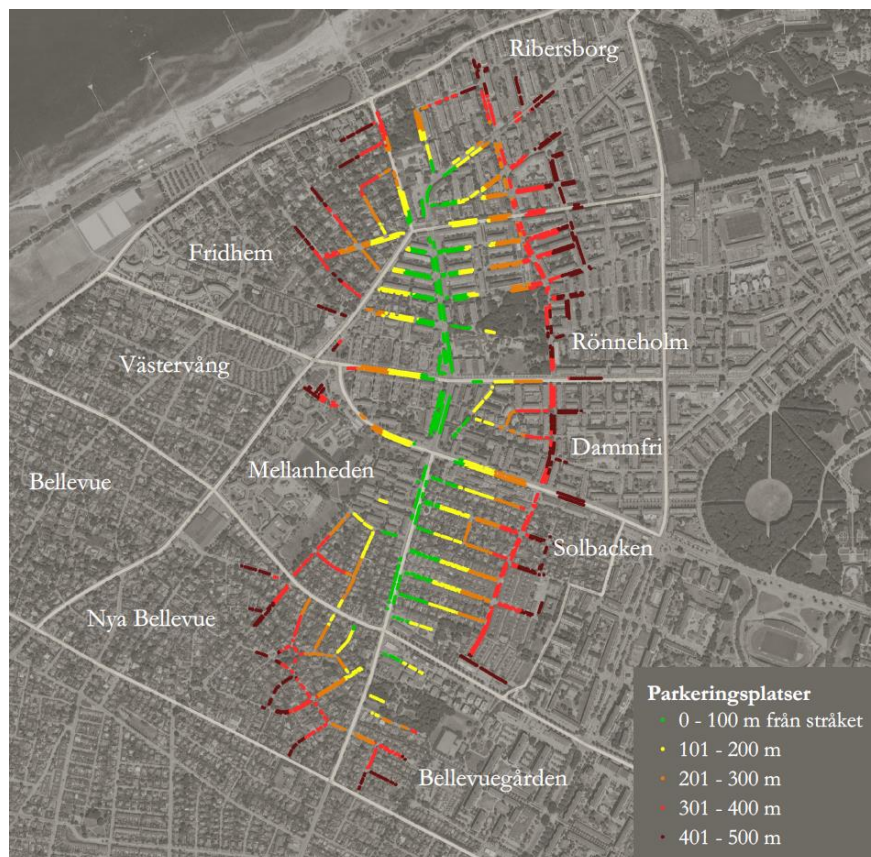 Ribersborg
Fridhem
Rönneholm
Västervång
Dammfri
Mellanheden
Bellevue
Solbacken
Nya Bellevue
Bellevuegården
Parkeringsplatser
0 - 100 m från stråket
101 - 200 m
201 - 300 m
301 - 400 m
401 - 500 m